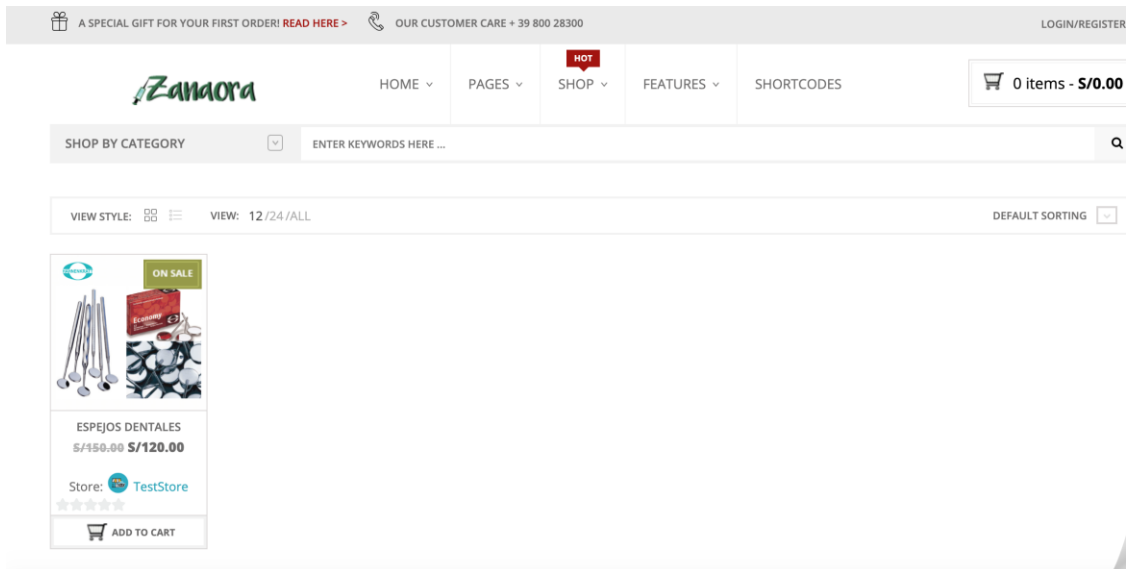 A SPECIAL GIFT FOR YOUR FIRST ORDER! READ HERE > OUR CUSTOMER CARE + 39 800 28300 LOGIN/REGISTER
HOT
Zanaora HOME PAGES SHOP FEATURES SHORTCODES 0 items - S/0.00
SHOP BY CATEGORY ENTER KEYWORDS HERE ...
VIEW STYLE: VIEW: 12 /24 /ALL DEFAULT SORTING
ON SALE
Economy
ESPEJOS DENTALES
S/150.00 S/120.00
Store: TestStore
ADD TO CART